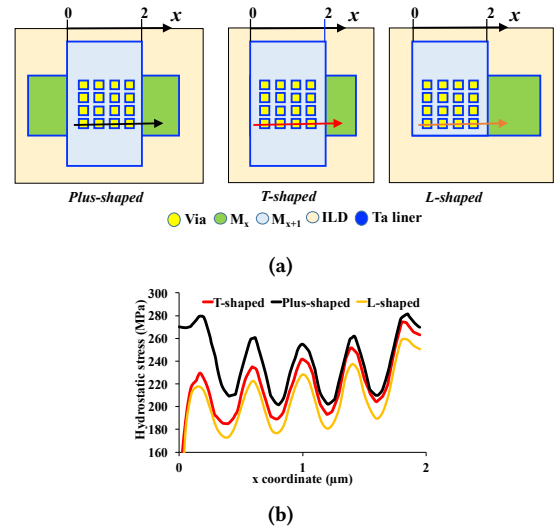 0 2 x 0 2 x 0 2 x
Plus-shaped T-shaped L-shaped
Via Mx Mx+1 ILD Ta liner
(a)
300
280
260
240
220
200
180
160
Hydrostatic stress (MPa)
T-shaped Plus-shaped L-shaped
0 1 2
x coordinate (µm)
(b)